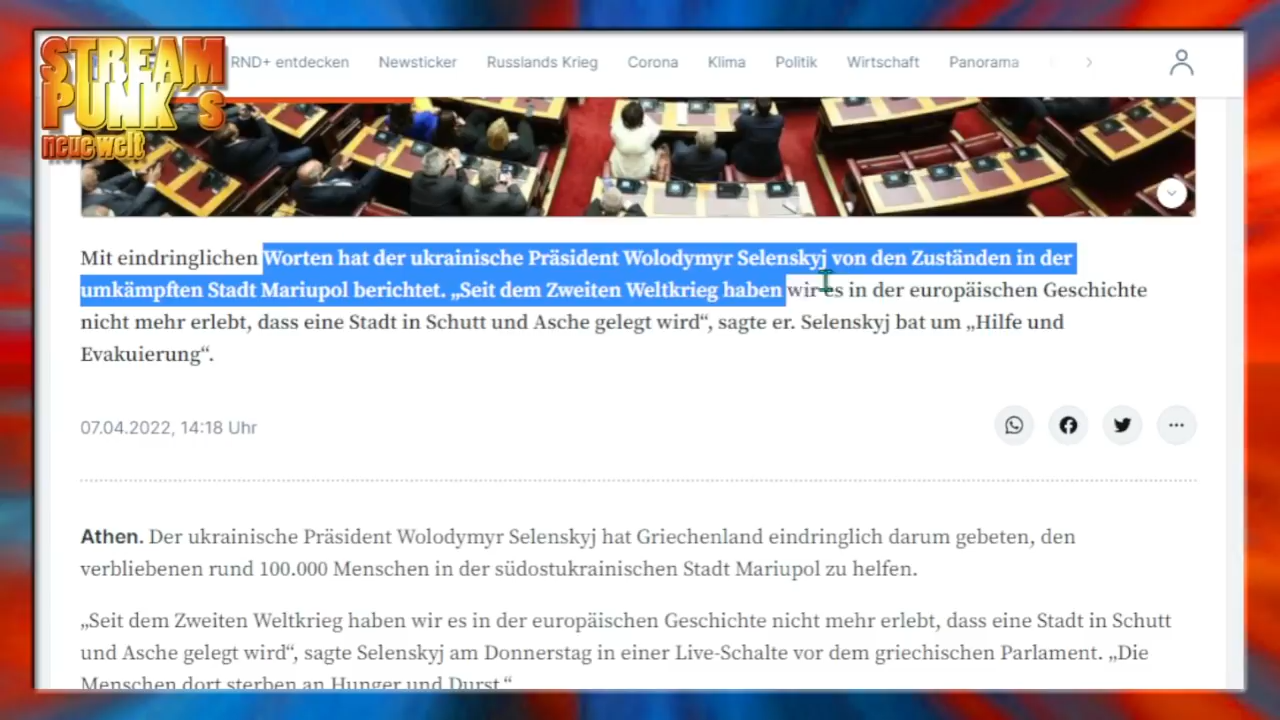 STREAM
PUNK's
neue welt
RND+ entdecken Newsticker Russlands Krieg Corona Klima Politik Wirtschaft Panorama
Mit eindringlichen Worten hat der ukrainische Präsident Wolodymyr Selenskyj von den Zuständen in der
umkämpften Stadt Mariupol berichtet. „Seit dem Zweiten Weltkrieg haben wir es in der europäischen Geschichte
nicht mehr erlebt, dass eine Stadt in Schutt und Asche gelegt wird“, sagte er. Selenskyj bat um „Hilfe und
Evakuierung“.
07.04.2022, 14:18 Uhr
Athen. Der ukrainische Präsident Wolodymyr Selenskyj hat Griechenland eindringlich darum gebeten, den
verbliebenen rund 100.000 Menschen in der südostukrainischen Stadt Mariupol zu helfen.
„Seit dem Zweiten Weltkrieg haben wir es in der europäischen Geschichte nicht mehr erlebt, dass eine Stadt in Schutt
und Asche gelegt wird“, sagte Selenskyj am Donnerstag in einer Live-Schalte vor dem griechischen Parlament. „Die
Menschen dort sterben an Hunger und Durst.“